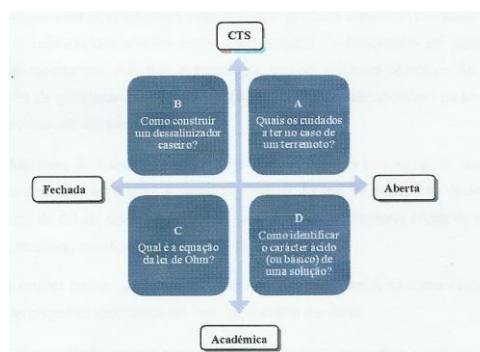 CTS
B
Como construir
um dessalinizador
caseiro?
A
Quais os cuidados
a ter no caso de
um terremoto?
Fechada
Aberta
C
Qual é a equação
da lei de Ohm?
D
Como identificar
o carácter ácido
(ou básico) de
uma solução?
Académica